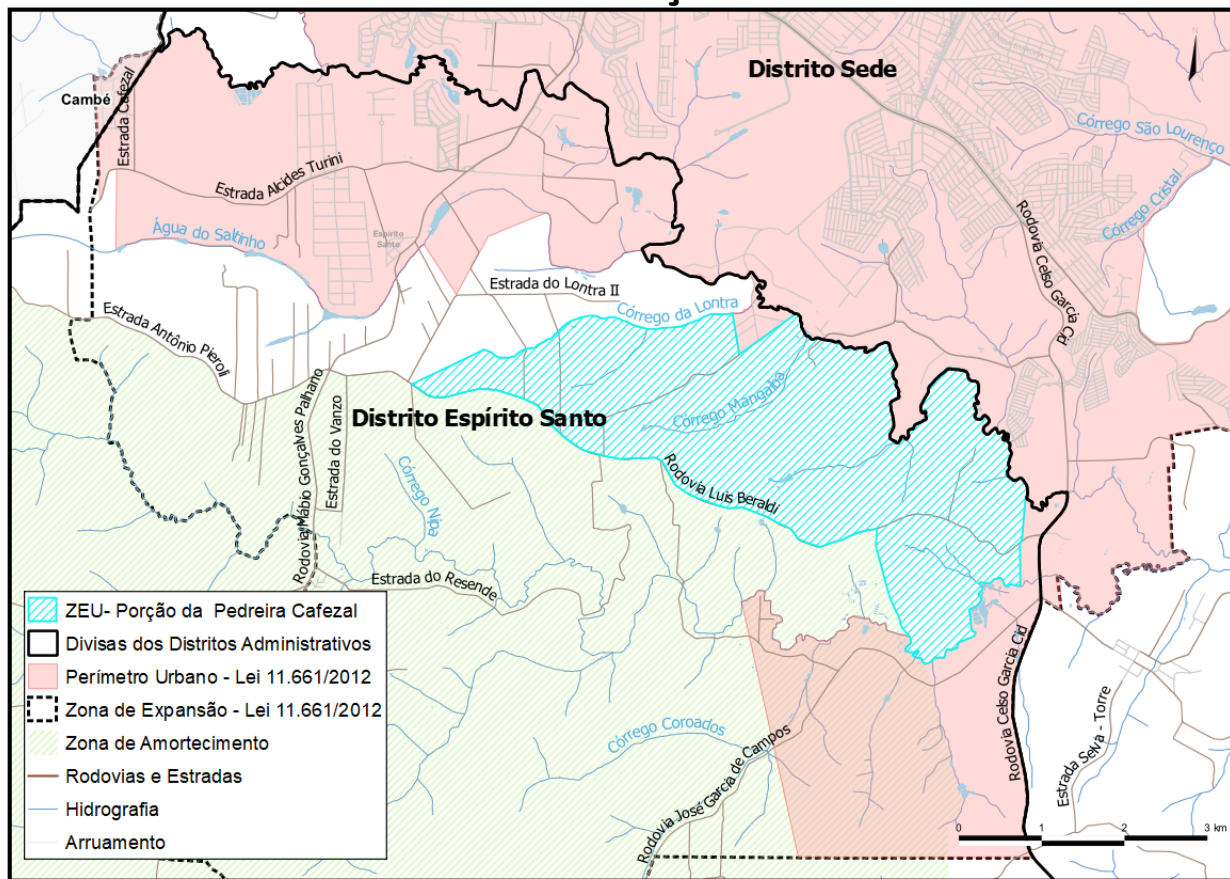 Distrito Sede
N
Cambé
Estrada Cafezal
Córrego São Lourenço
Estrada Alcides Turini
Córrego Cristal
Rodovia Celso Garcia Cid
Água do Saltinho
Espírito
Santo
Estrada do Lontra II
Córrego da Lontra
Estrada Antônio Pieroli
Córrego Mangaíba
Distrito Espírito Santo
Rodovia Mábio Gonçalves Palhano
Estrada do Vanzo
Córrego Nipa
Rodovia Luis Beraldi
Estrada do Resende
ZEU- Porção da Pedreira Cafezal
Divisas dos Distritos Administrativos
Perímetro Urbano - Lei 11.661/2012
Zona de Expansão - Lei 11.661/2012
Zona de Amortecimento
Rodovias e Estradas
Hidrografia
Arruamento
Córrego Coroados
Rodovia José Garcia de Campos
Rodovia Celso Garcia Cid
Estrada Selva - Torre
0 1 2 3 km